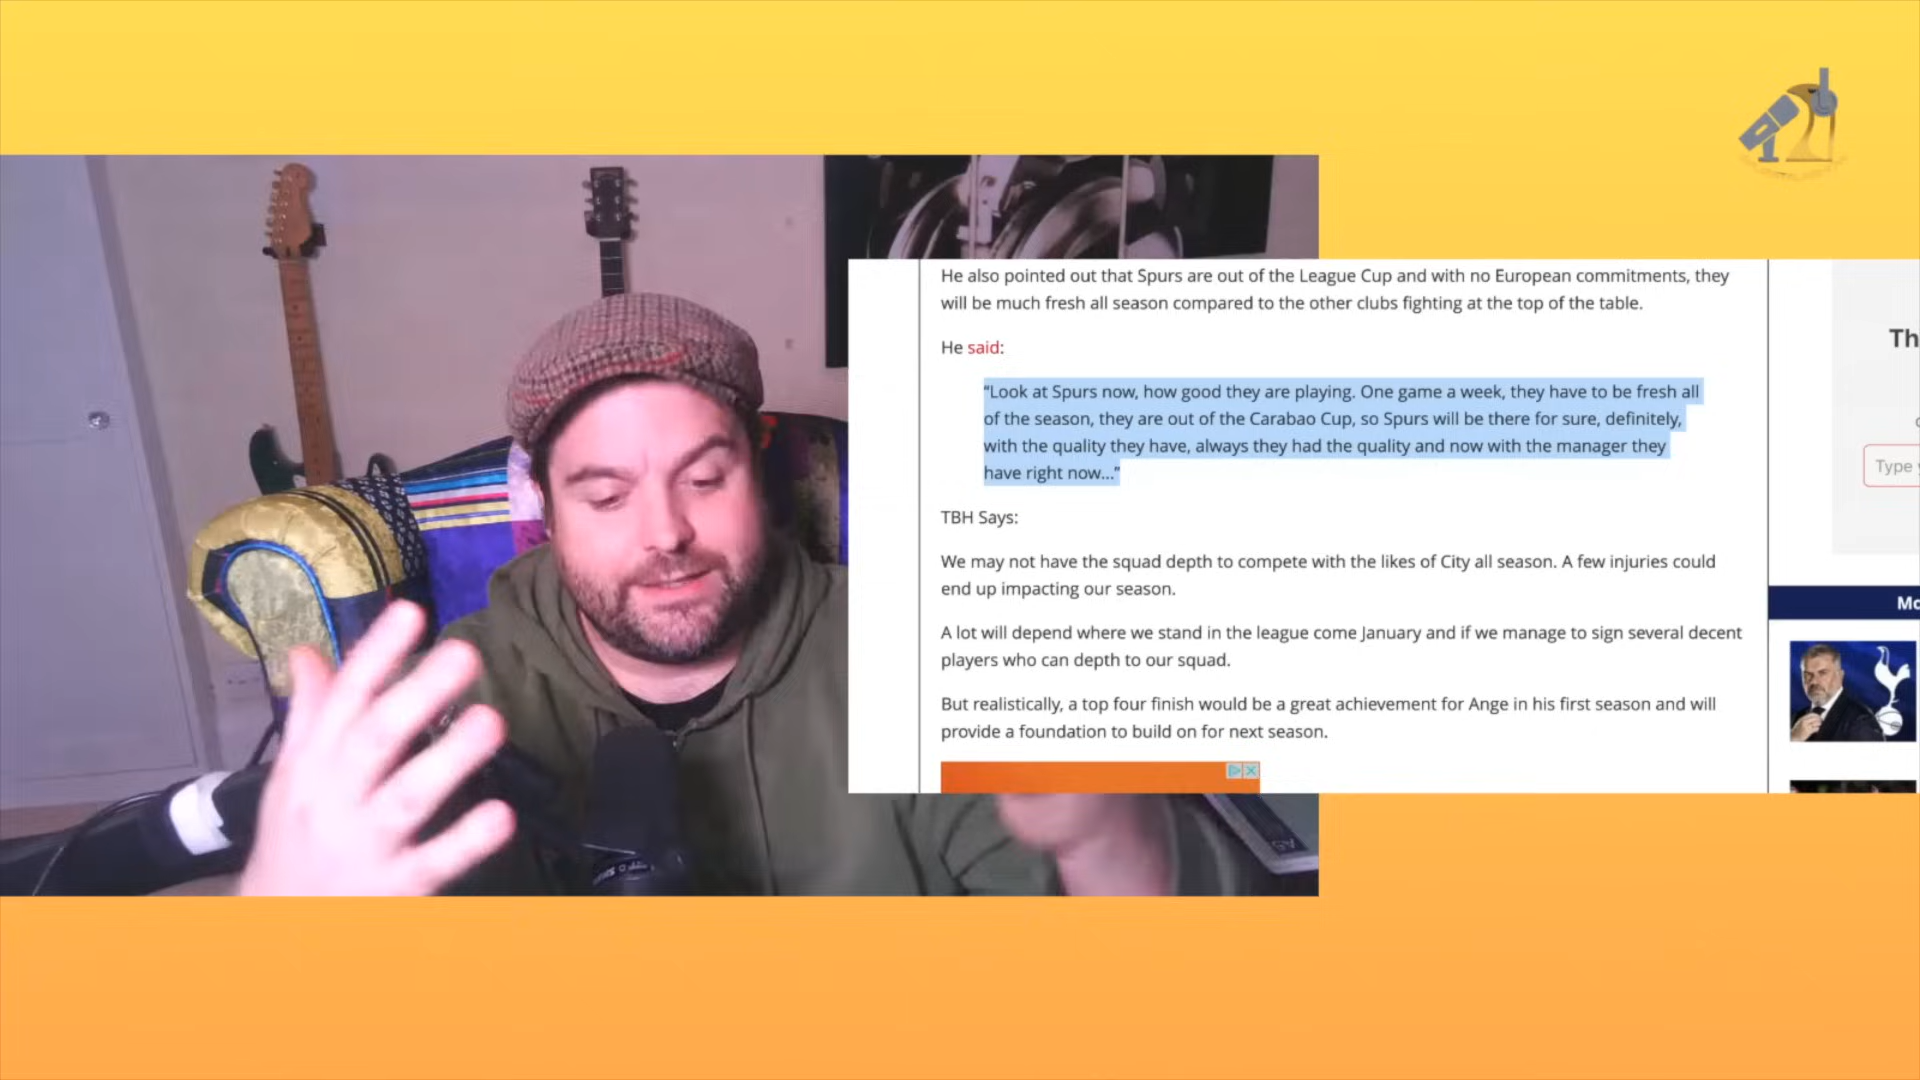 He also pointed out that Spurs are out of the League Cup and with no European commitments, they
will be much fresh all season compared to the other clubs fighting at the top of the table.
He said:
“Look at Spurs now, how good they are playing. One game a week, they have to be fresh all
of the season, they are out of the Carabao Cup, so Spurs will be there for sure, definitely,
with the quality they have, always they had the quality and now with the manager they
have right now…”
TBH Says:
We may not have the squad depth to compete with the likes of City all season. A few injuries could
end up impacting our season.
A lot will depend where we stand in the league come January and if we manage to sign several decent
players who can depth to our squad.
But realistically, a top four finish would be a great achievement for Ange in his first season and will
provide a foundation to build on for next season.
Th
Type
Mo
A5